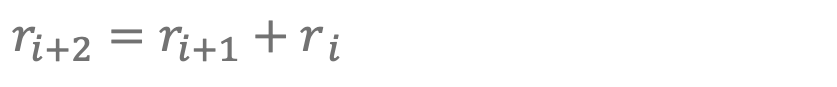 r_{i+2} = r_{i+1} + r_i